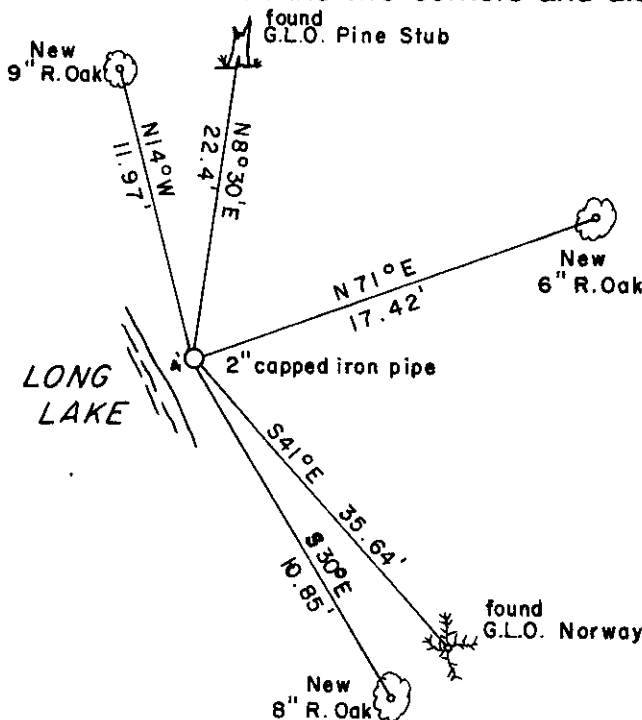 found
G.L.O. Pine Stub
New
9" R. Oak
N14°W
11.97'
N8°30'E
22.4'
N71°E
17.42'
New
6" R. Oak
4'
2" capped iron pipe
LONG
LAKE
S41°E 35.64'
S30°E
10.85'
found
G.L.O. Norway
New
8" R. Oak